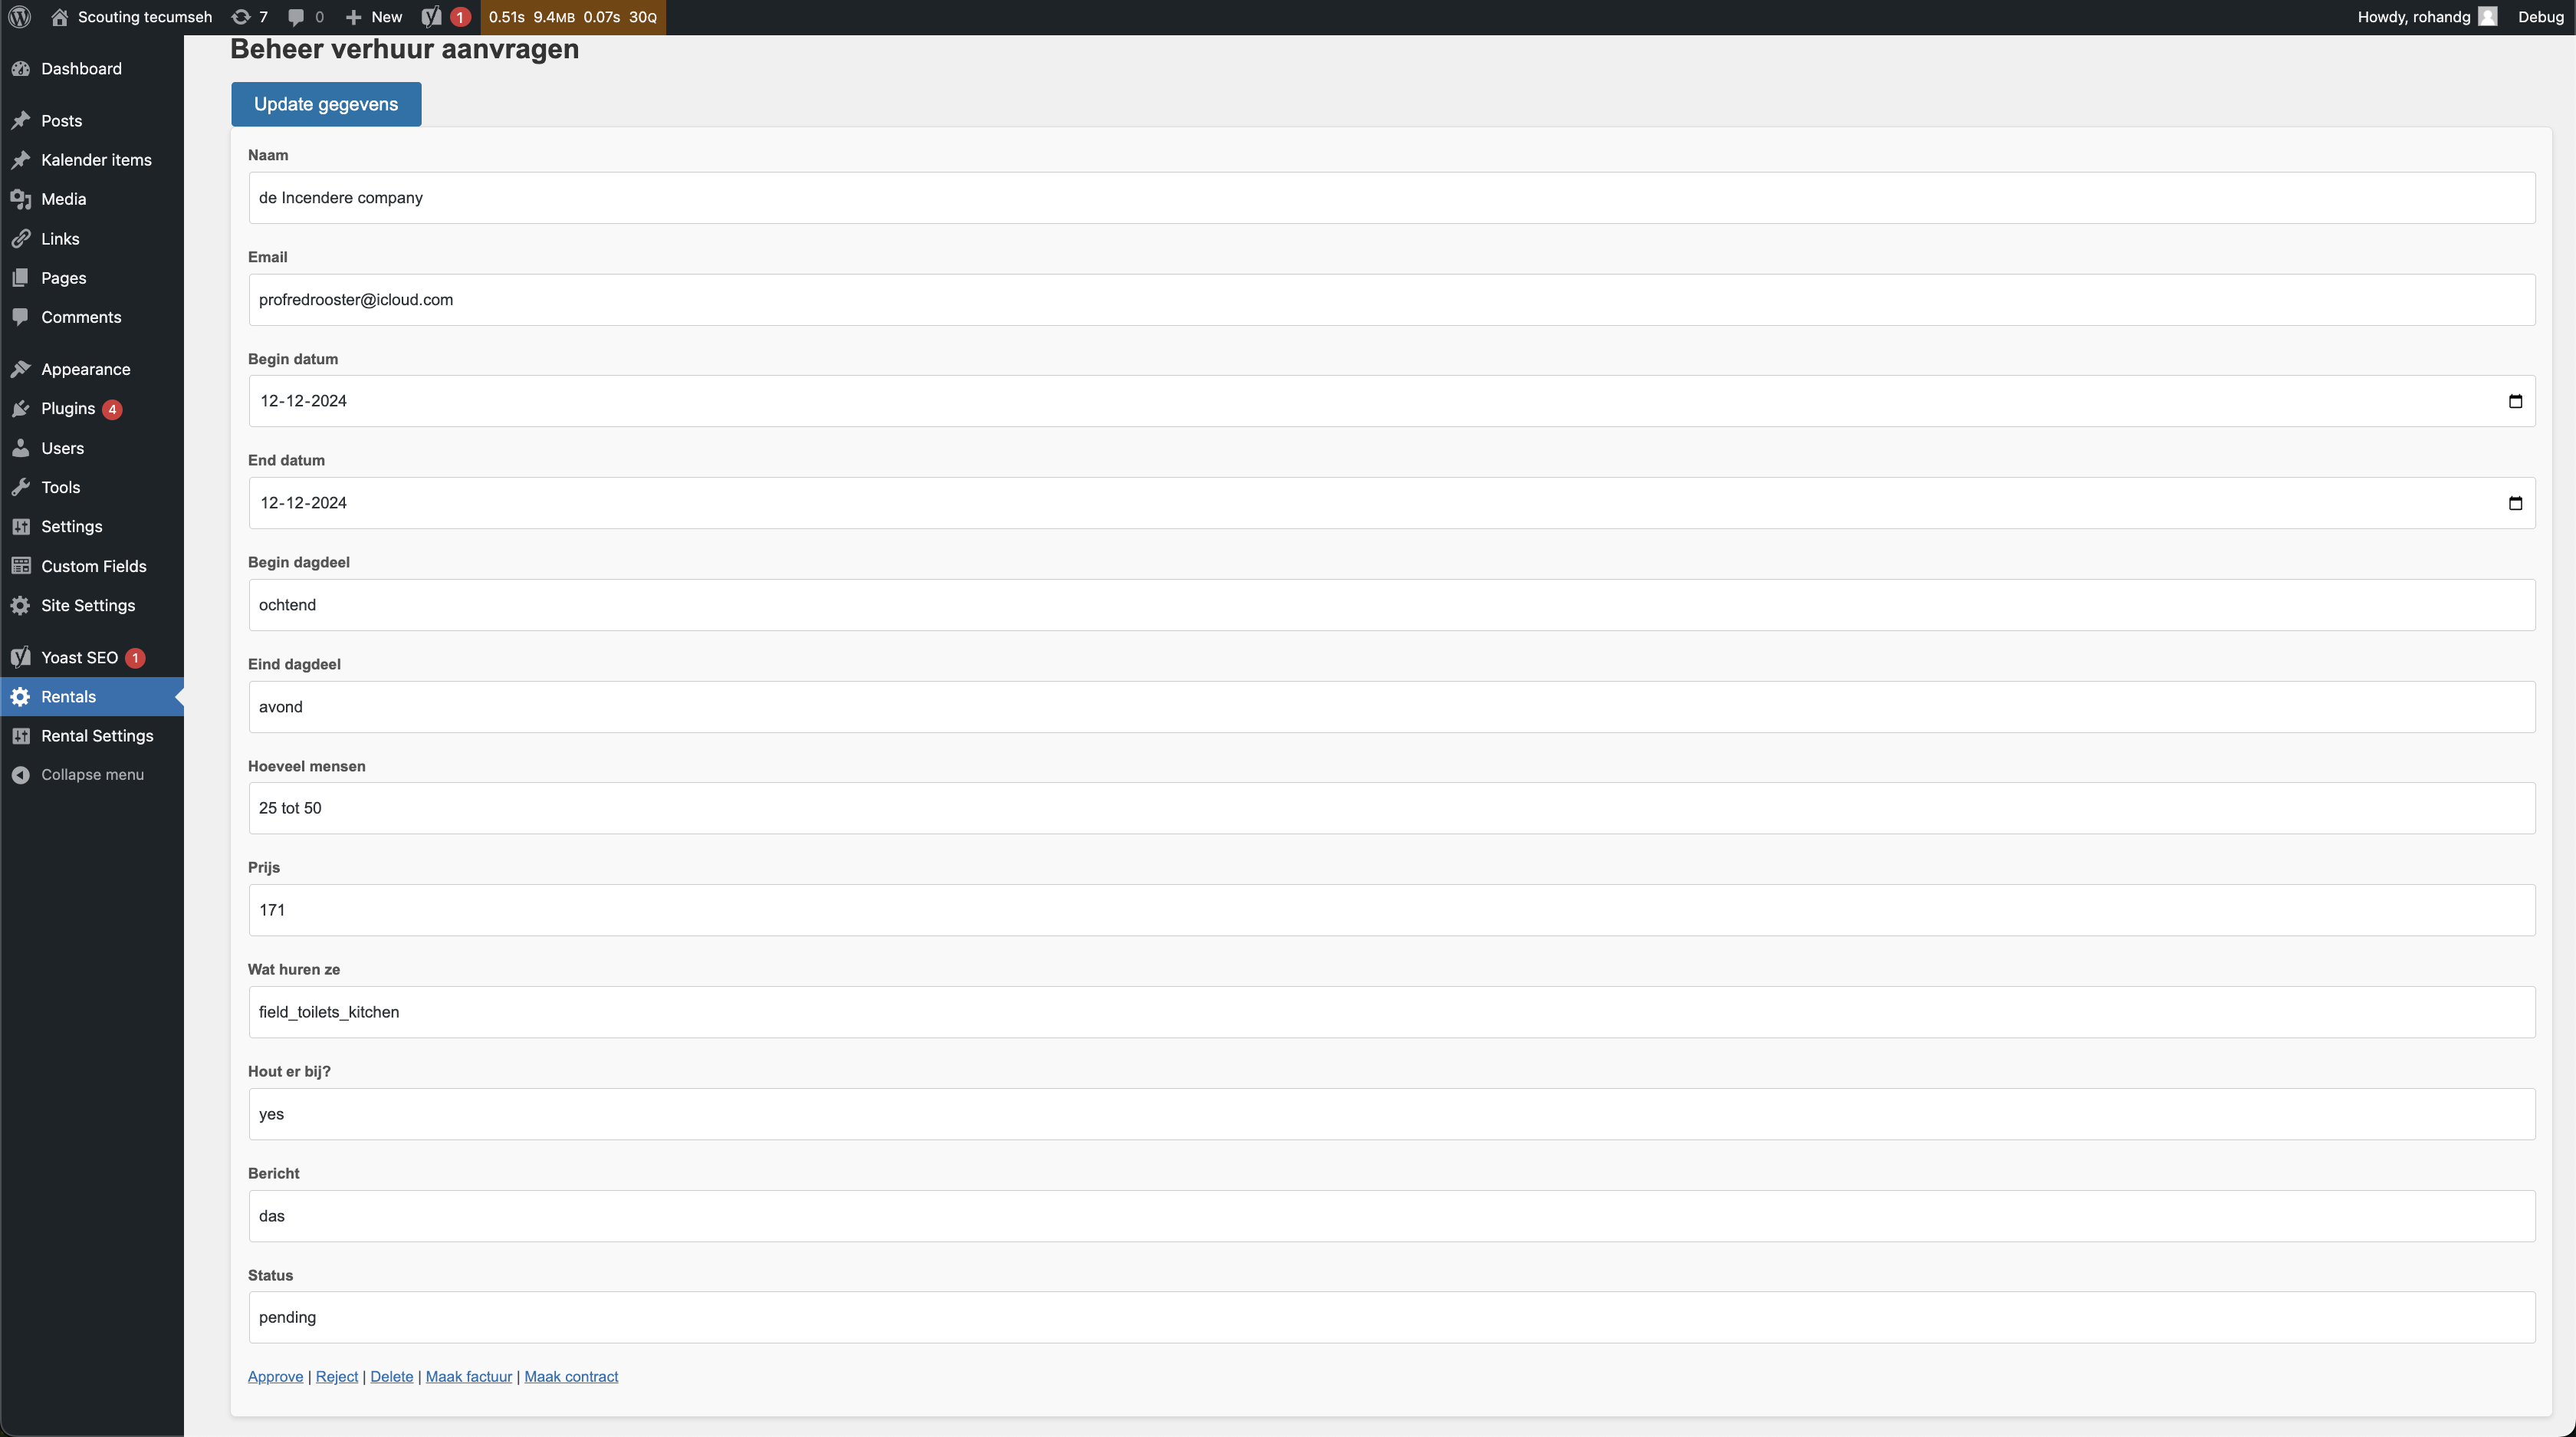 Scouting tecumseh 7 0 New 1 0.51s 9.4MB 0.07s 30Q Howdy, rohandg Debug
Dashboard
Posts
Kalender items
Media
Links
Pages
Comments
Appearance
Plugins 4
Users
Tools
Settings
Custom Fields
Site Settings
Yoast SEO 1
Rentals
Rental Settings
Collapse menu
Beheer verhuur aanvragen
Update gegevens
Naam
de Incendere company
Email
profredrooster@icloud.com
Begin datum
12-12-2024
End datum
12-12-2024
Begin dagdeel
ochtend
Eind dagdeel
avond
Hoeveel mensen
25 tot 50
Prijs
171
Wat huren ze
field_toilets_kitchen
Hout er bij?
yes
Bericht
das
Status
pending
Approve | Reject | Delete | Maak factuur | Maak contract